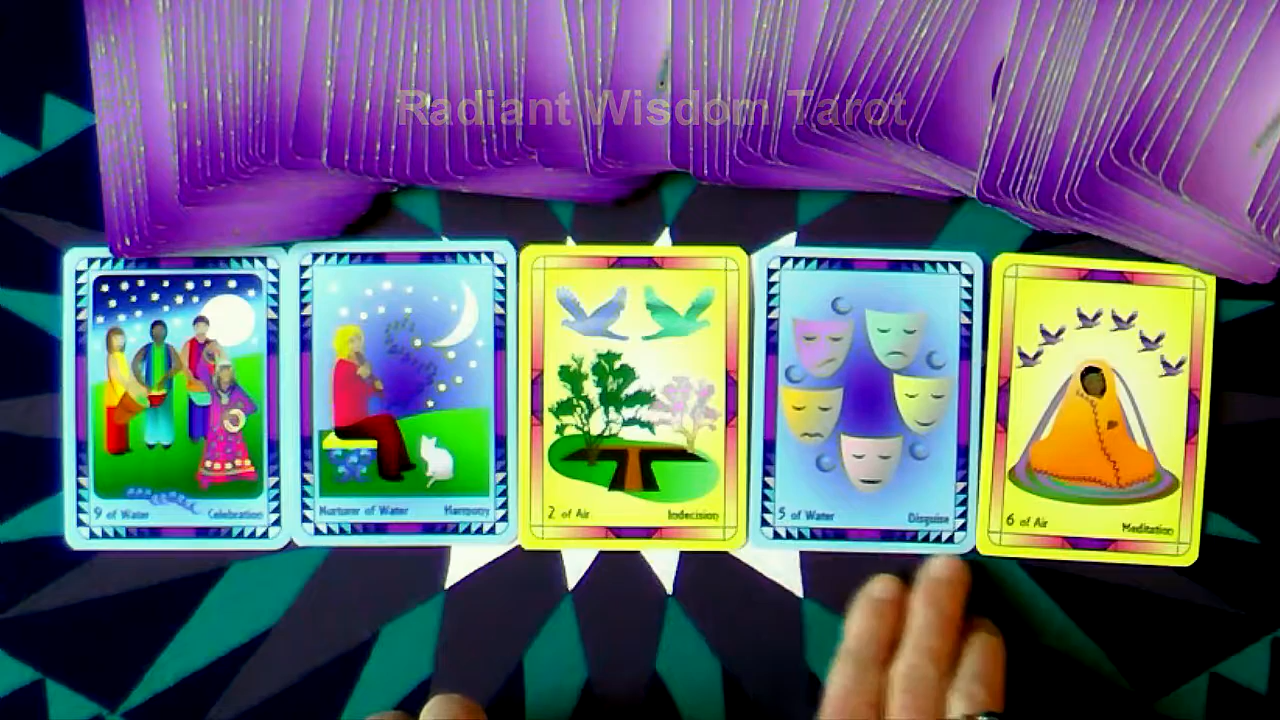 Radiant Wisdom Tarot
9 of Water Celebration
Nurturer of Water Harmony
2 of Air Indecision
5 of Water Disguise
6 of Air Meditation